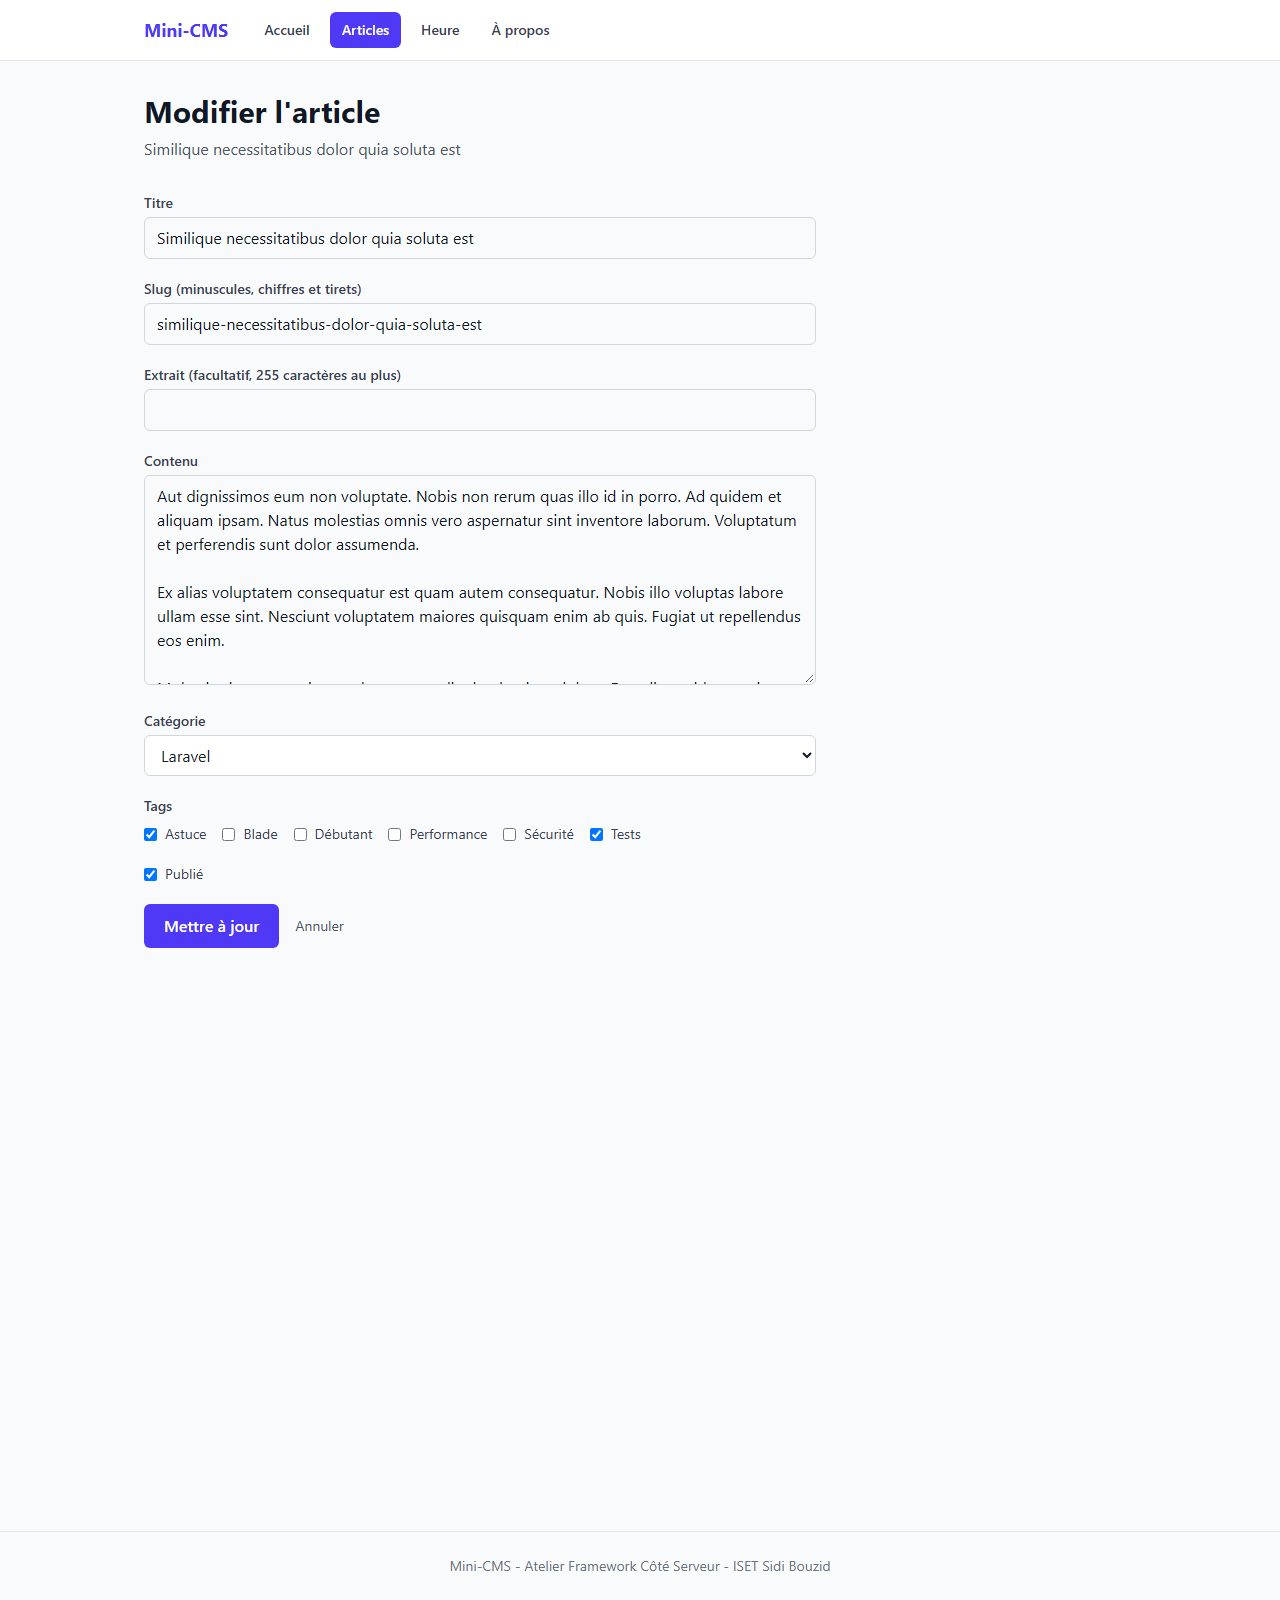 Mini-CMS
Accueil
Articles
Heure
À propos
Modifier l'article
Similique necessitatibus dolor quia soluta est
Titre
Similique necessitatibus dolor quia soluta est
Slug (minuscules, chiffres et tirets)
similique-necessitatibus-dolor-quia-soluta-est
Extrait (facultatif, 255 caractères au plus)
Contenu
Aut dignissimos eum non voluptate. Nobis non rerum quas illo id in porro. Ad quidem et
aliquam ipsam. Natus molestias omnis vero aspernatur sint inventore laborum. Voluptatum
et perferendis sunt dolor assumenda.
Ex alias voluptatem consequatur est quam autem consequatur. Nobis illo voluptas labore
ullam esse sint. Nesciunt voluptatem maiores quisquam enim ab quis. Fugiat ut repellendus
eos enim.
Catégorie
Laravel
Tags
Astuce
Blade
Débutant
Performance
Sécurité
Tests
Publié
Mettre à jour
Annuler
Mini-CMS - Atelier Framework Côté Serveur - ISET Sidi Bouzid